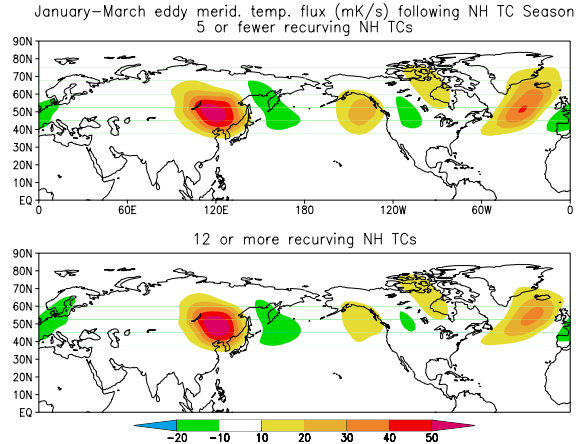 January-March eddy merid. temp. flux (mK/s) following NH TC Season
5 or fewer recurving NH TCs
90N
80N
70N
60N
50N
40N
30N
20N
10N
EQ
0 60E 120E 180 120W 60W 0
12 or more recurving NH TCs
90N
80N
70N
60N
50N
40N
30N
20N
10N
EQ
0 60E 120E 180 120W 60W 0
-20 -10 10 20 30 40 50